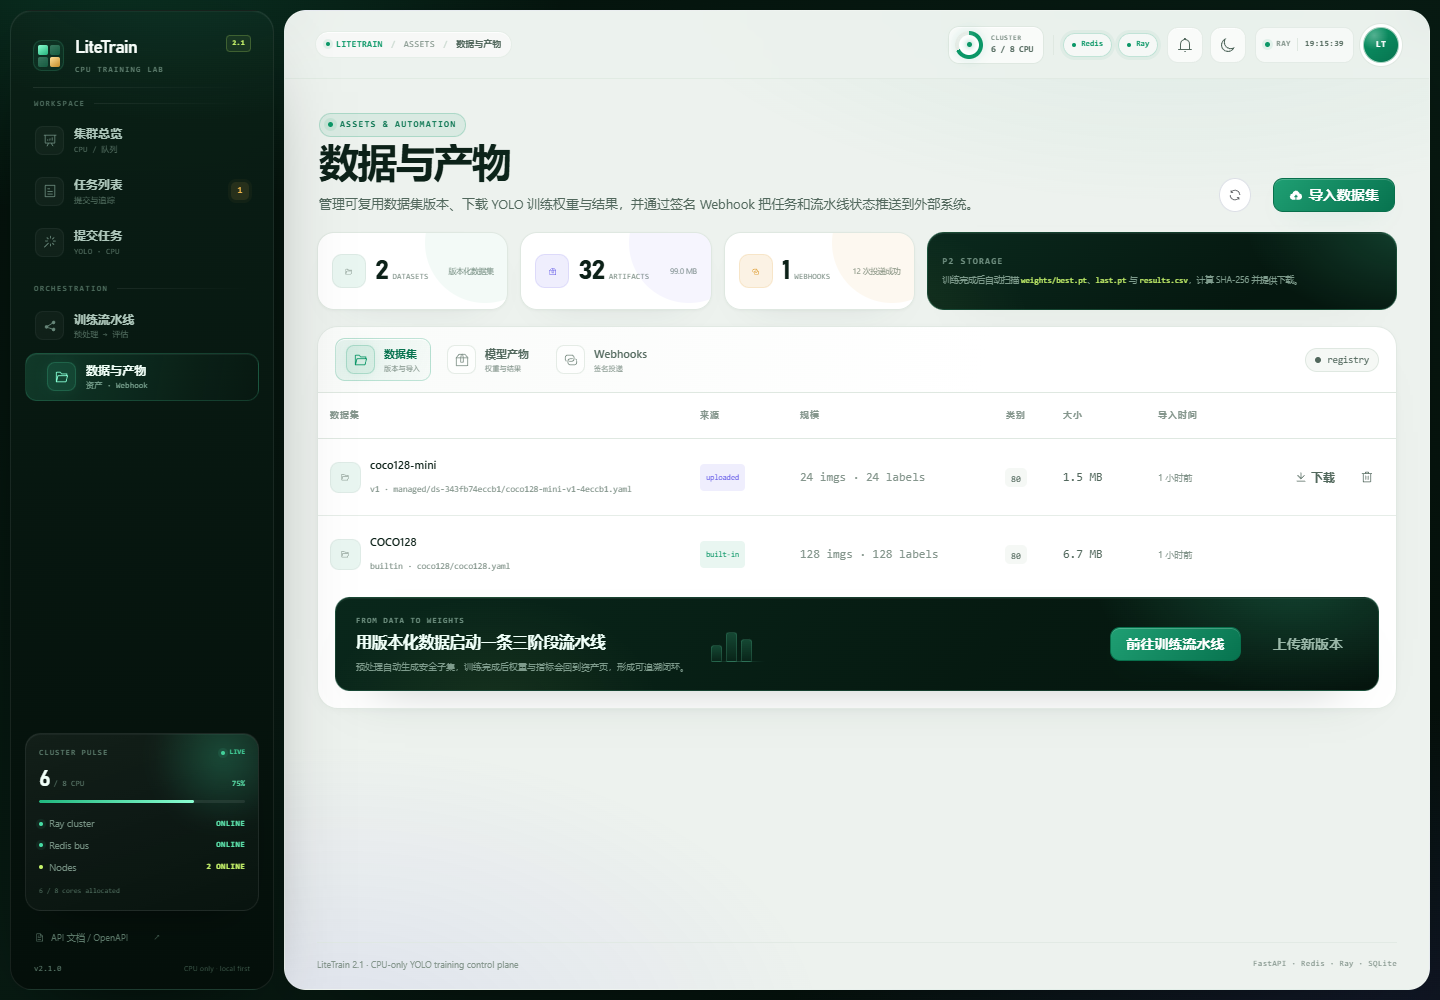 LiteTrain
2.1
CPU TRAINING LAB
WORKSPACE
集群总览
CPU / 队列
任务列表
提交与追踪
1
提交任务
YOLO · CPU
ORCHESTRATION
训练流水线
预处理 → 评估
数据与产物
资产 · Webhook
CLUSTER PULSE
LIVE
6 / 8 CPU
75%
Ray cluster
ONLINE
Redis bus
ONLINE
Nodes
2 ONLINE
6 / 8 cores allocated
API 文档 / OpenAPI ↗
v2.1.0
CPU only · local first
LITETRAIN / ASSETS / 数据与产物
CLUSTER
6 / 8 CPU
Redis
Ray
RAY
19:15:39
LT
ASSETS & AUTOMATION
数据与产物
管理可复用数据集版本、下载 YOLO 训练权重与结果，并通过签名 Webhook 把任务和流水线状态推送到外部系统。
导入数据集
2 DATASETS
版本化数据集
32 ARTIFACTS
99.0 MB
1 WEBHOOKS
12 次投递成功
P2 STORAGE
训练完成后自动扫描 weights/best.pt、last.pt 与 results.csv，计算 SHA-256 并提供下载。
数据集
版本与导入
模型产物
权重与结果
Webhooks
签名投递
registry
数据集 来源 规模 类别 大小 导入时间
coco128-mini
v1 · managed/ds-343fb74eccb1/coco128-mini-v1-4eccb1.yaml
uploaded
24 imgs · 24 labels
80
1.5 MB
1 小时前
下载
COCO128
builtin · coco128/coco128.yaml
built-in
128 imgs · 128 labels
80
6.7 MB
1 小时前
FROM DATA TO WEIGHTS
用版本化数据启动一条三阶段流水线
预处理自动生成安全子集，训练完成后权重与指标会回到资产页，形成可追溯闭环。
前往训练流水线
上传新版本
LiteTrain 2.1 · CPU-only YOLO training control plane
FastAPI · Redis · Ray · SQLite